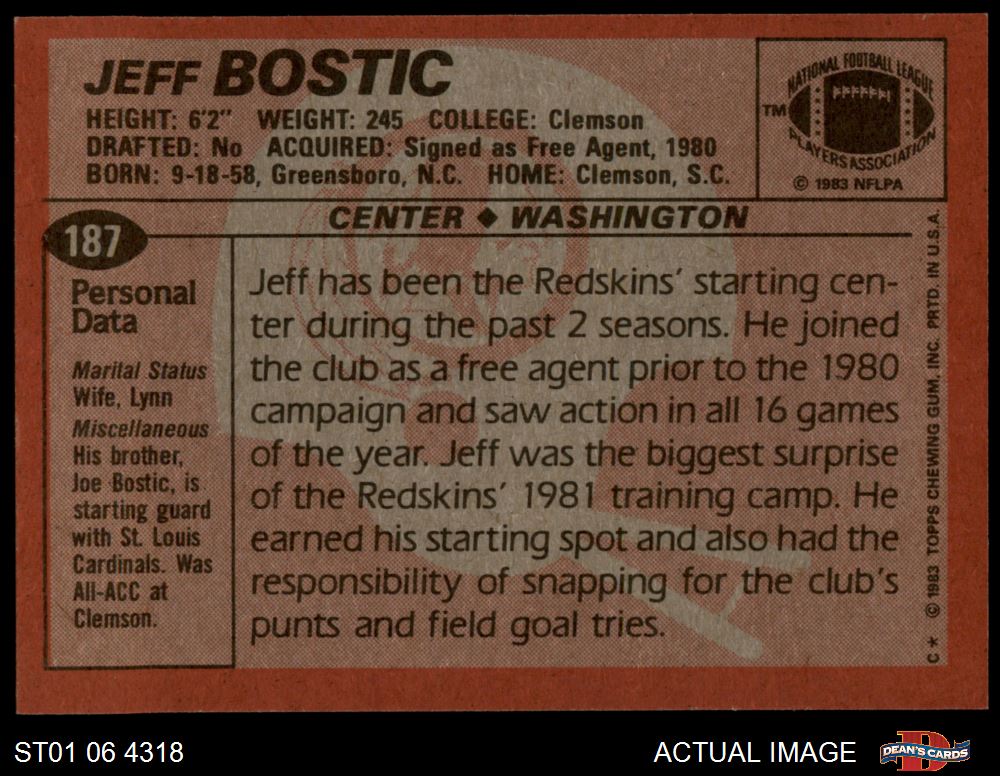 JEFF BOSTIC
HEIGHT: 6'2" WEIGHT: 245 COLLEGE: Clemson
DRAFTED: No ACQUIRED: Signed as Free Agent, 1980
BORN: 9-18-58, Greensboro, N.C. HOME: Clemson, S.C.
NATIONAL FOOTBALL LEAGUE
TM
PLAYERS ASSOCIATION
© 1983 NFLPA
CENTER ◆ WASHINGTON
187
Personal
Data
Marital Status
Wife, Lynn
Miscellaneous
His brother,
Joe Bostic, is
starting guard
with St. Louis
Cardinals. Was
All-ACC at
Clemson.
Jeff has been the Redskins' starting cen-
ter during the past 2 seasons. He joined
the club as a free agent prior to the 1980
campaign and saw action in all 16 games
of the year. Jeff was the biggest surprise
of the Redskins' 1981 training camp. He
earned his starting spot and also had the
responsibility of snapping for the club's
punts and field goal tries.
C* © 1983 TOPPS CHEWING GUM, INC. PRTD. IN U.S.A.
ST01 06 4318
ACTUAL IMAGE
DEAN'S CARDS